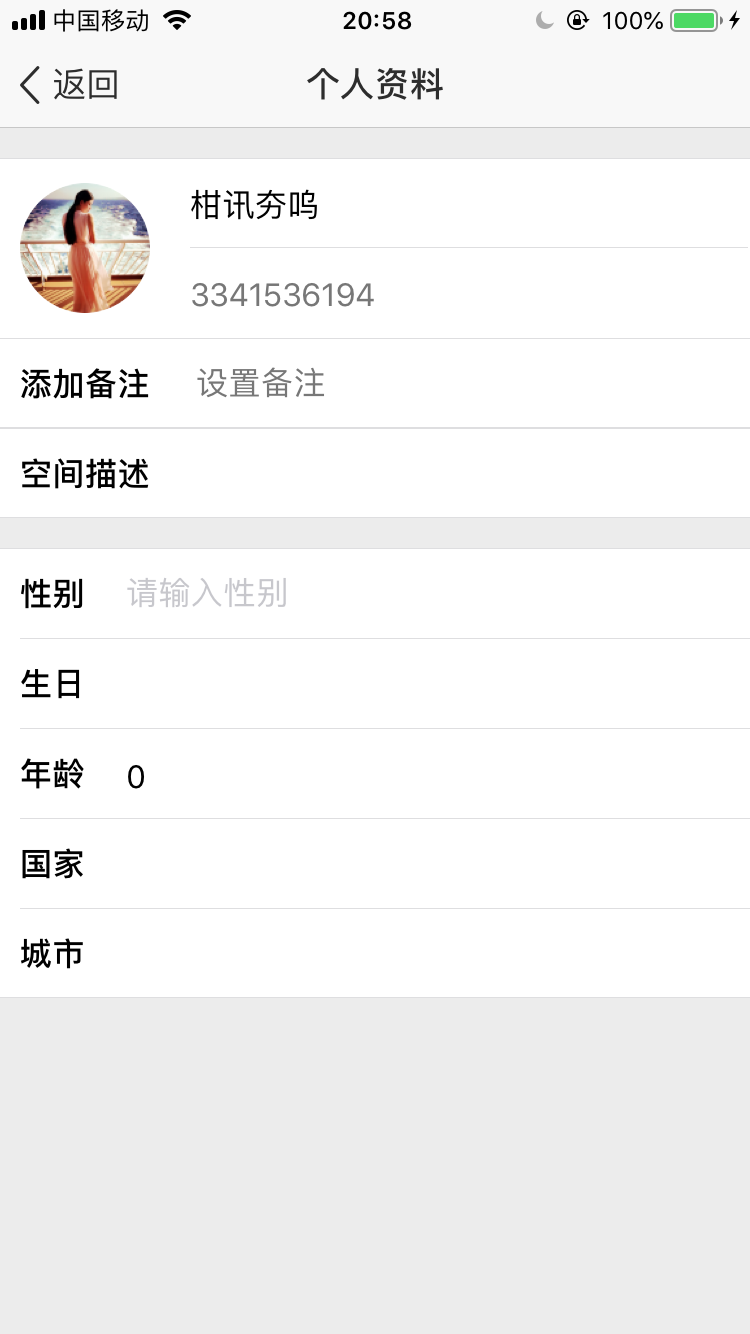 中国移动 20:58 100%
返回 个人资料
柑讯夯呜
3341536194
添加备注 设置备注
空间描述
性别 请输入性别
生日
年龄 0
国家
城市